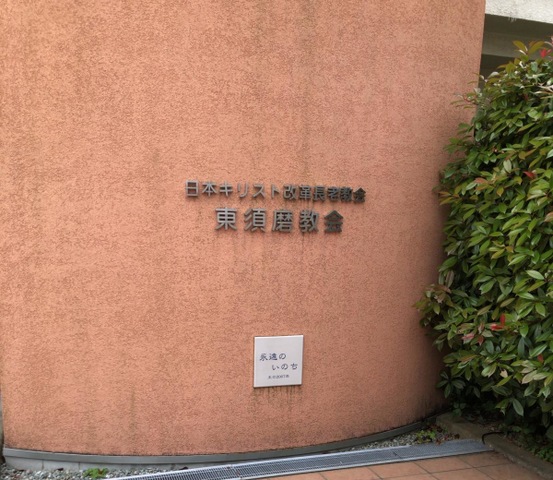 日本キリスト改革長老教会
東須磨教会
永遠の
いのち